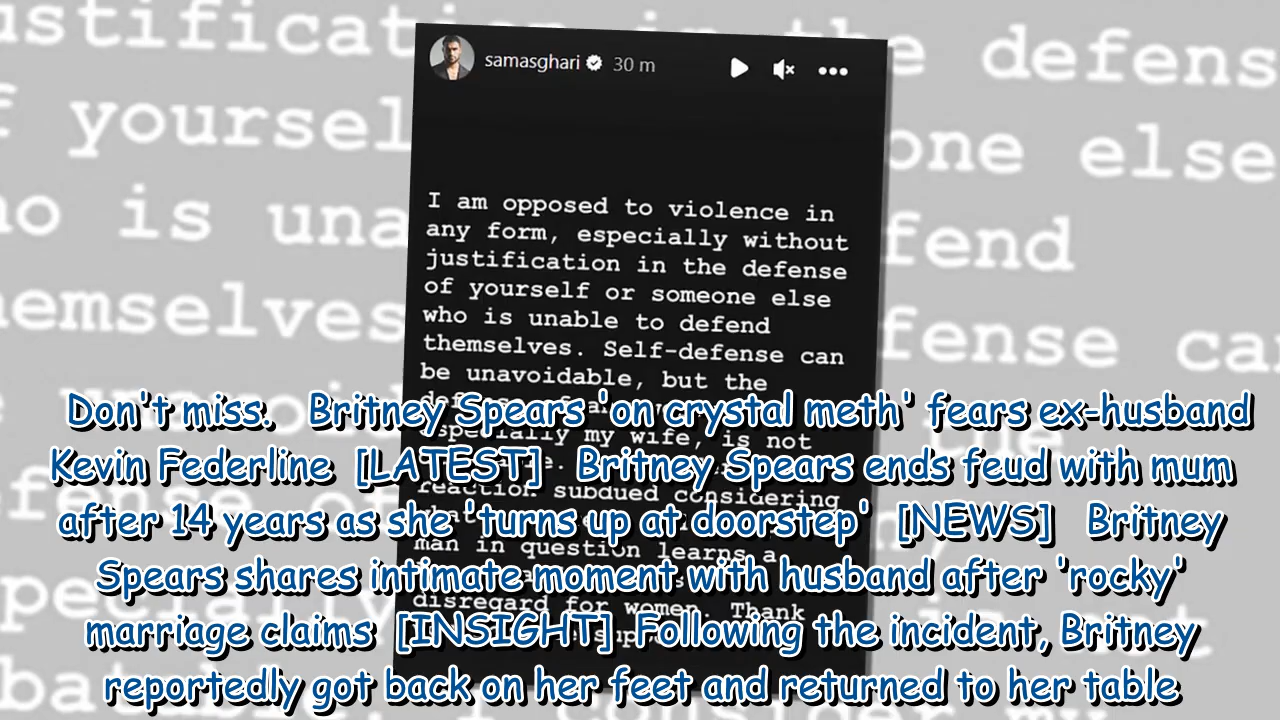 samasghari 30 m
I am opposed to violence in
any form, especially without
justification in the defense
of yourself or someone else
who is unable to defend
themselves. Self-defense can
be unavoidable, but the
my wife, is not
reaction subdued considering
man in question learns a
disregard for women. Thank
Don't miss. Britney Spears 'on crystal meth' fears ex-husband
Kevin Federline [LATEST] Britney Spears ends feud with mum
after 14 years as she 'turns up at doorstep' [NEWS] Britney
Spears shares intimate moment with husband after 'rocky'
marriage claims [INSIGHT] Following the incident, Britney
reportedly got back on her feet and returned to her table